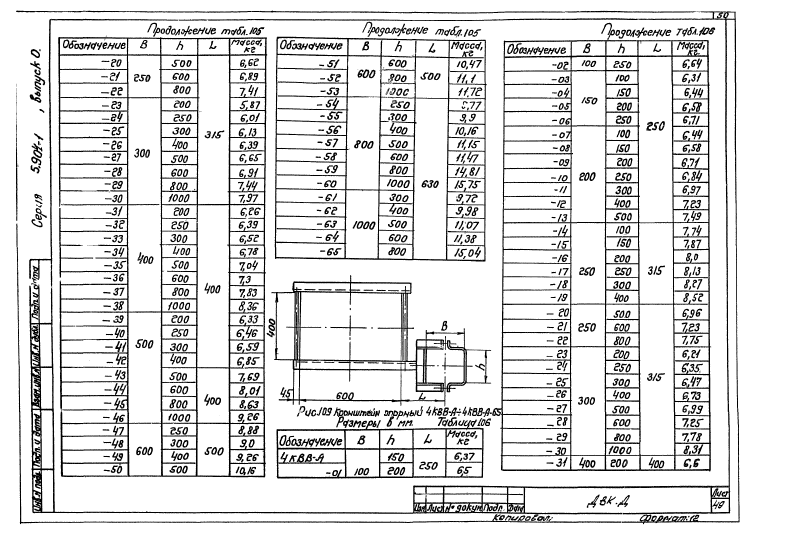 50
Серия 5.904-1, выпуск 0.
Продолжение табл.105
Обозначение B h L Масса, кг
-20 250 500 315 6,62
-21 600 6,89
-22 800 7,41
-23 300 200 5,87
-24 250 6,01
-25 300 6,13
-26 400 6,39
-27 500 6,65
-28 600 6,91
-29 800 7,44
-30 1000 7,97
-31 400 200 400 6,26
-32 250 6,39
-33 300 6,52
-34 400 6,78
-35 500 7,04
-36 600 7,3
-37 800 7,83
-38 1000 8,36
-39 500 200 6,33
-40 250 6,46
-41 300 6,59
-42 400 6,85
-43 500 400 7,69
-44 600 8,01
-45 800 8,63
-46 1000 9,26
-47 600 250 500 8,88
-48 300 9,0
-49 400 9,26
-50 500 10,16
Продолжение табл.105
Обозначение B h L Масса, кг
-51 600 600 500 10,47
-52 800 11,1
-53 1000 11,72
-54 800 250 630 9,77
-55 300 9,9
-56 400 10,16
-57 500 11,15
-58 600 11,47
-59 800 14,81
-60 1000 15,75
-61 1000 300 9,72
-62 400 9,98
-63 500 11,07
-64 600 11,38
-65 800 15,04
400
45
600
L
B
h
Рис.109 Кронштейн опорный 4КВВ-А÷4КВВ-А-65
Размеры в мм. Таблица 106
Обозначение B h L Масса, кг
4КВВ-А 100 150 250 6,37
-01 200 6,5
Продолжение табл.106
Обозначение B h L Масса, кг
-02 100 250 250 6,64
-03 150 100 6,31
-04 150 6,44
-05 200 6,58
-06 250 6,71
-07 200 100 6,44
-08 150 6,58
-09 200 6,71
-10 250 6,84
-11 300 6,97
-12 400 7,23
-13 500 7,49
-14 250 100 315 7,74
-15 150 7,87
-16 200 8,0
-17 250 8,13
-18 300 8,27
-19 400 8,52
-20 250 500 315 6,96
-21 600 7,23
-22 800 7,75
-23 300 200 6,21
-24 250 6,35
-25 300 6,47
-26 400 6,73
-27 500 6,99
-28 600 7,25
-29 800 7,78
-30 1000 8,31
-31 400 200 400 6,6
Изм. Лист № докум. Подп. Дата
ДВК-Д
Лист
49
Копировал: Формат:12
Инв.№ подл. Подп. и дата Взам.инв.№ Инв.№ дубл. Подп. и дата